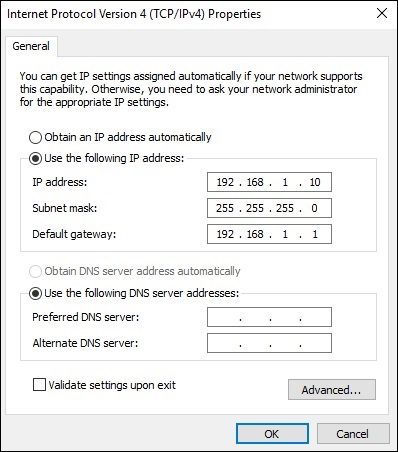 Internet Protocol Version 4 (TCP/IPv4) Properties
General
You can get IP settings assigned automatically if your network supports
this capability. Otherwise, you need to ask your network administrator
for the appropriate IP settings.
Obtain an IP address automatically
Use the following IP address:
IP address: 192 . 168 . 1 . 10
Subnet mask: 255 . 255 . 255 . 0
Default gateway: 192 . 168 . 1 . 1
Obtain DNS server address automatically
Use the following DNS server addresses:
Preferred DNS server: . . .
Alternate DNS server: . . .
Validate settings upon exit
Advanced...
OK Cancel